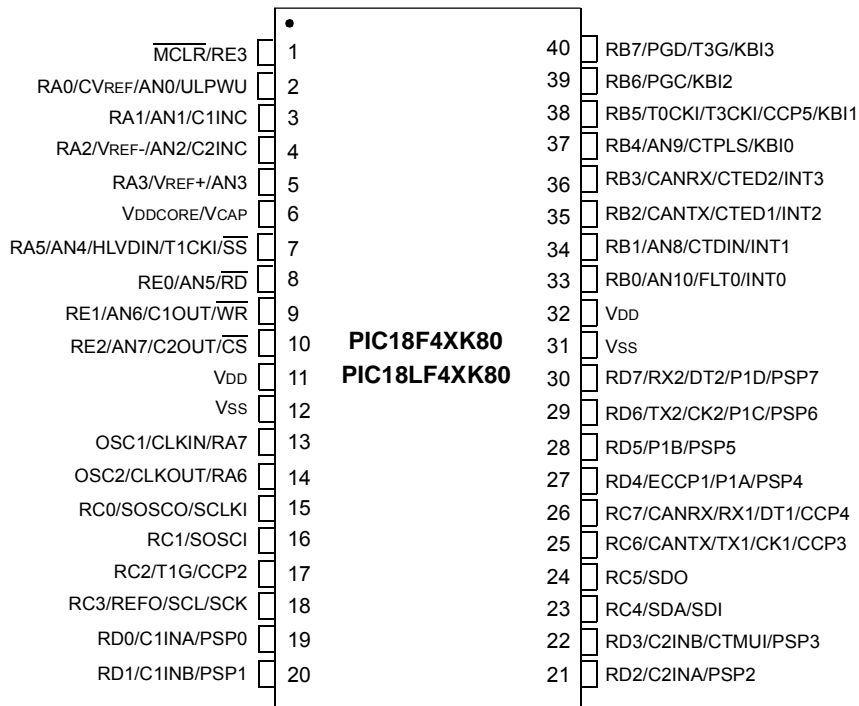 MCLR/RE3 1
RA0/CVREF/AN0/ULPWU 2
RA1/AN1/C1INC 3
RA2/VREF-/AN2/C2INC 4
RA3/VREF+/AN3 5
VDDCORE/VCAP 6
RA5/AN4/HLVDIN/T1CKI/SS 7
RE0/AN5/RD 8
RE1/AN6/C1OUT/WR 9
RE2/AN7/C2OUT/CS 10
VDD 11
VSS 12
OSC1/CLKIN/RA7 13
OSC2/CLKOUT/RA6 14
RC0/SOSCO/SCLKI 15
RC1/SOSCI 16
RC2/T1G/CCP2 17
RC3/REFO/SCL/SCK 18
RD0/C1INA/PSP0 19
RD1/C1INB/PSP1 20
PIC18F4XK80
PIC18LF4XK80
40 RB7/PGD/T3G/KBI3
39 RB6/PGC/KBI2
38 RB5/T0CKI/T3CKI/CCP5/KBI1
37 RB4/AN9/CTPLS/KBI0
36 RB3/CANRX/CTED2/INT3
35 RB2/CANTX/CTED1/INT2
34 RB1/AN8/CTDIN/INT1
33 RB0/AN10/FLT0/INT0
32 VDD
31 VSS
30 RD7/RX2/DT2/P1D/PSP7
29 RD6/TX2/CK2/P1C/PSP6
28 RD5/P1B/PSP5
27 RD4/ECCP1/P1A/PSP4
26 RC7/CANRX/RX1/DT1/CCP4
25 RC6/CANTX/TX1/CK1/CCP3
24 RC5/SDO
23 RC4/SDA/SDI
22 RD3/C2INB/CTMUI/PSP3
21 RD2/C2INA/PSP2